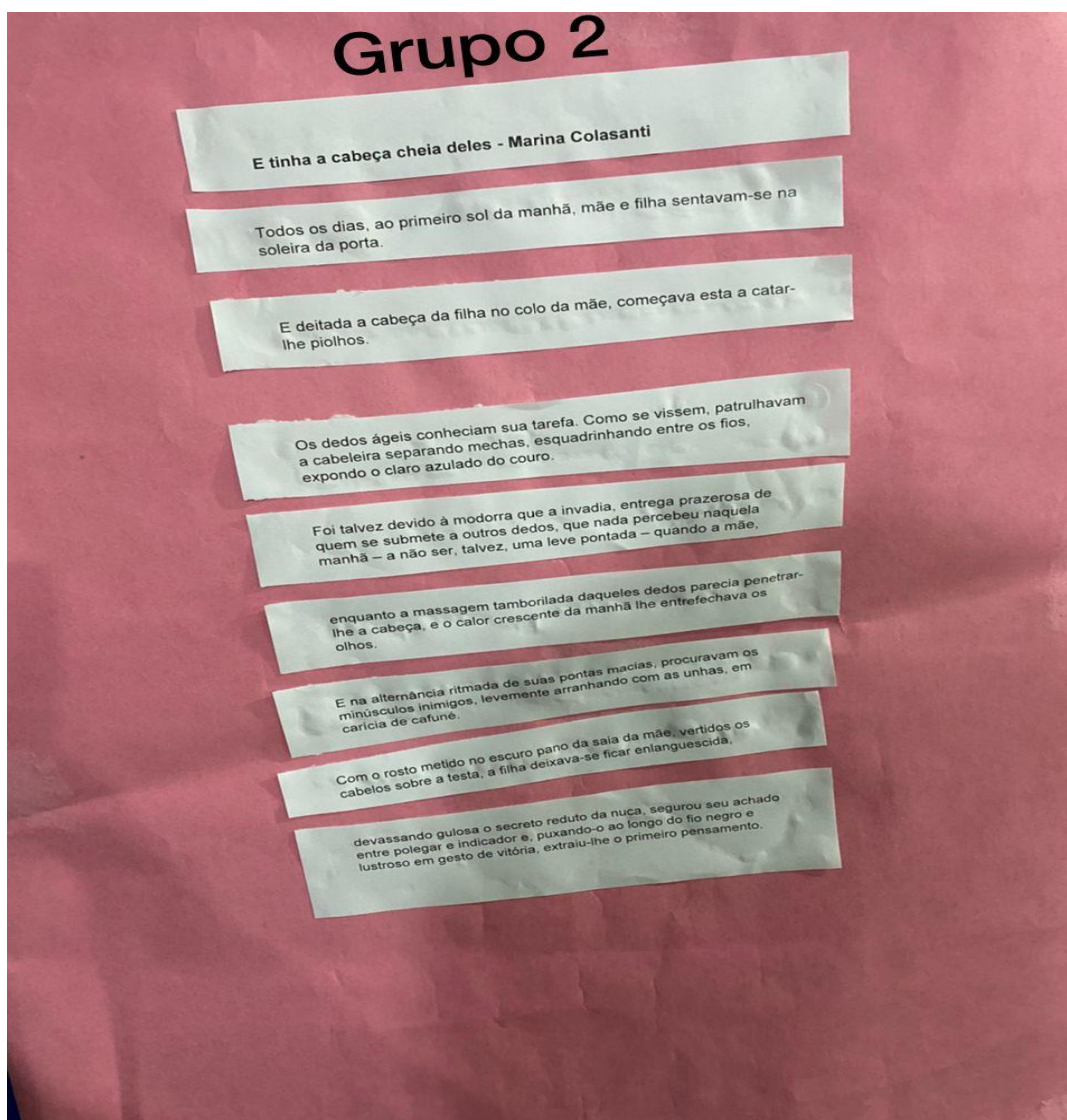 Grupo 2
E tinha a cabeça cheia deles - Marina Colasanti
Todos os dias, ao primeiro sol da manhã, mãe e filha sentavam-se na
soleira da porta.
E deitada a cabeça da filha no colo da mãe, começava esta a catar-
lhe piolhos.
Os dedos ágeis conheciam sua tarefa. Como se vissem, patrulhavam
a cabeleira separando mechas, esquadrinhando entre os fios,
expondo o claro azulado do couro.
Foi talvez devido à modorra que a invadia, entrega prazerosa de
quem se submete a outros dedos, que nada percebeu naquela
manhã – a não ser, talvez, uma leve pontada – quando a mãe,
enquanto a massagem tamborilada daqueles dedos parecia penetrar-
lhe a cabeça, e o calor crescente da manhã lhe entrefechava os
olhos.
E na alternância ritmada de suas pontas macias, procuravam os
minúsculos inimigos, levemente arranhando com as unhas, em
carícia de cafuné.
Com o rosto metido no escuro pano da saia da mãe, vertidos os
cabelos sobre a testa, a filha deixava-se ficar enlanguescida,
devassando gulosa o secreto reduto da nuca, segurou seu achado
entre polegar e indicador e, puxando-o ao longo do fio negro e
lustroso em gesto de vitória, extraiu-lhe o primeiro pensamento.